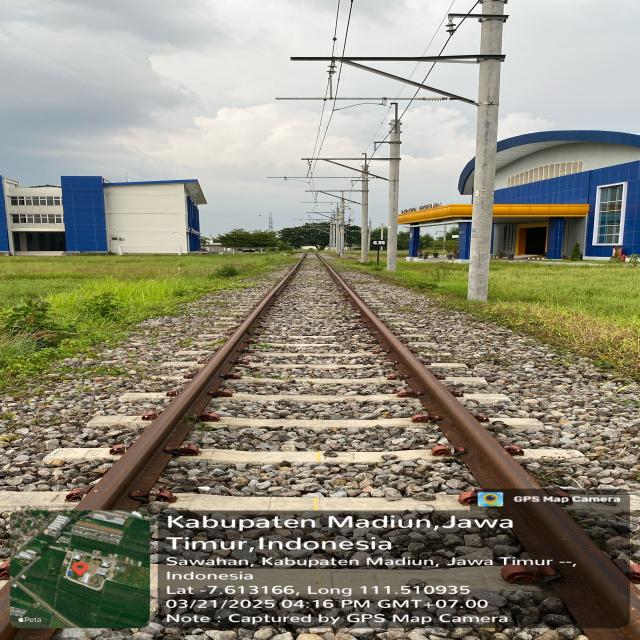 GPS Map Camera
Kabupaten Madiun,Jawa
Timur,Indonesia
Sawahan, Kabupaten Madiun, Jawa Timur --,
Indonesia
Lat -7.613166, Long 111.510935
03/21/2025 04:16 PM GMT+07.00
Note : Captured by GPS Map Camera
Peta